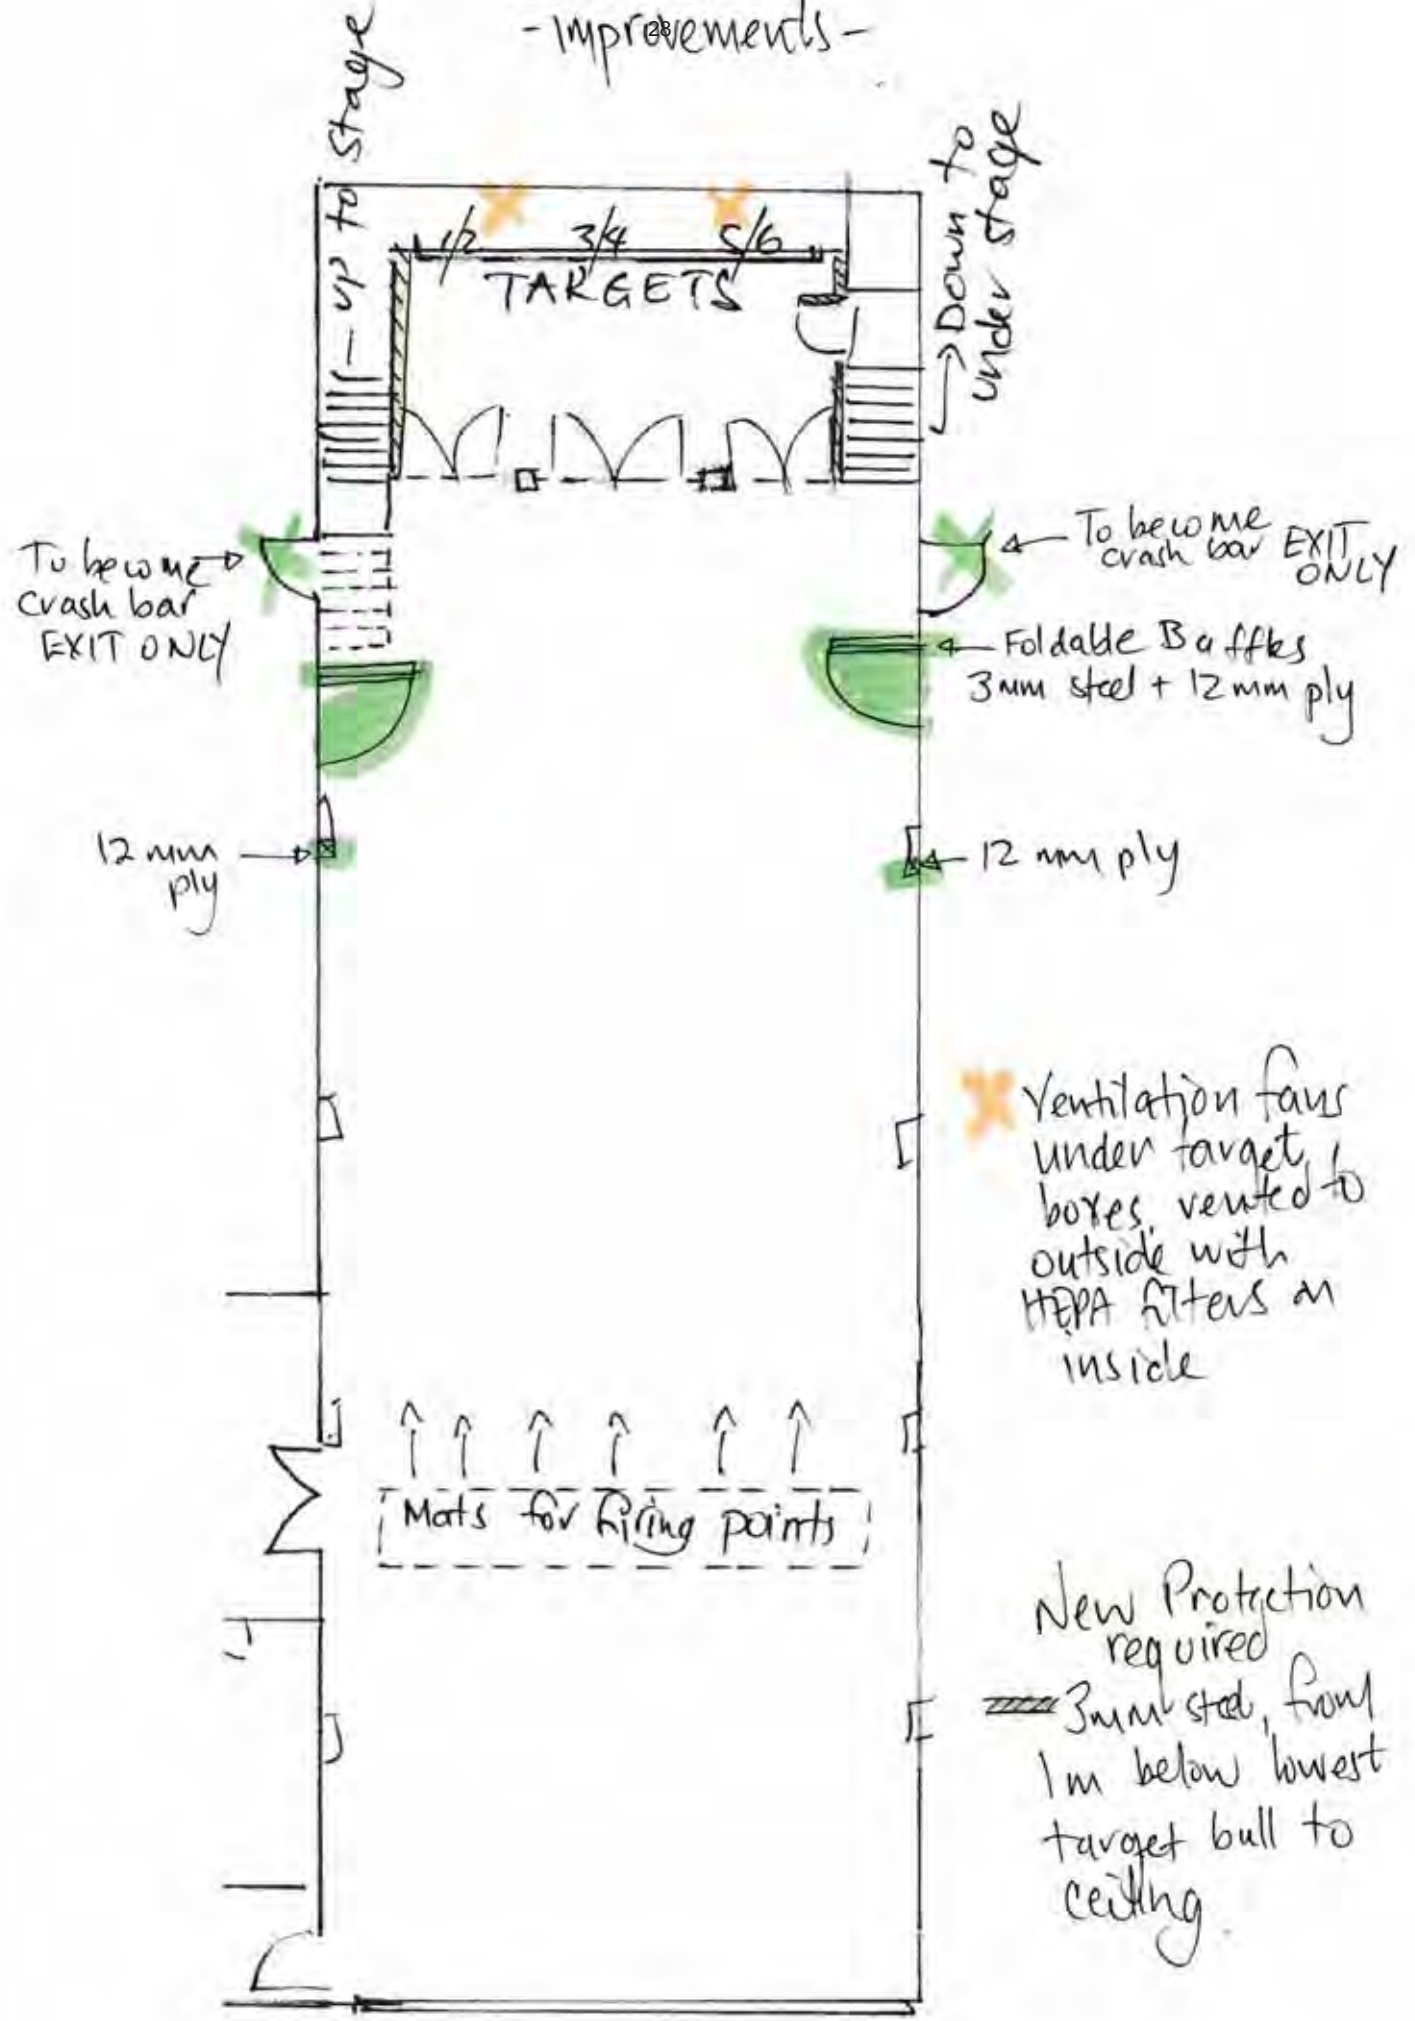 - Improvements -
28
up to stage
Down to
under stage
1/2 3/4 5/6
TARGETS
To become
crash bar
EXIT ONLY
To become
crash bar EXIT
ONLY
Foldable Baffles
3mm steel + 12mm ply
12 mm
ply
12 mm ply
Ventilation fans
under target
boxes, vented to
outside with
HEPA filters on
inside
Mats for firing points
New Protection
required
3mm steel, from
1m below lowest
target bull to
ceiling.